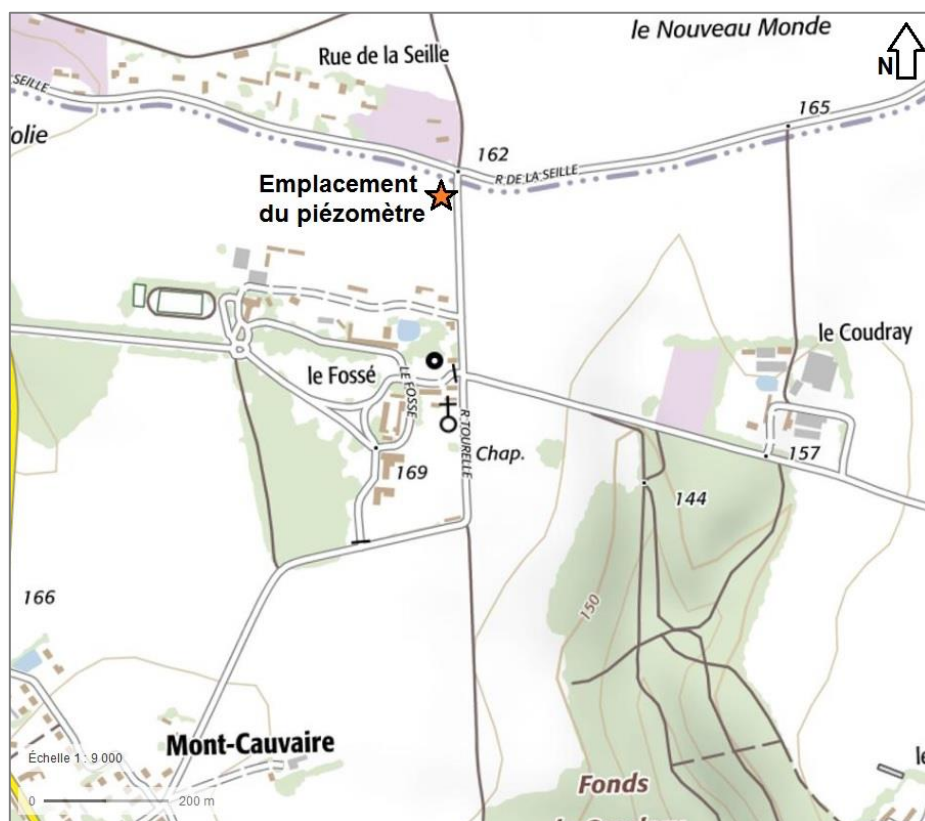 le Nouveau Monde
N
Rue de la Seille
SEILLE
165
olie
162
R DE LA SEILLE
Emplacement
du piézomètre
le Coudray
le Fossé
LE FOSSE
R TOURELLE
Chap.
157
169
144
166
150
Mont-Cauvaire
Échelle 1 : 9 000
0 200 m
le
Fonds